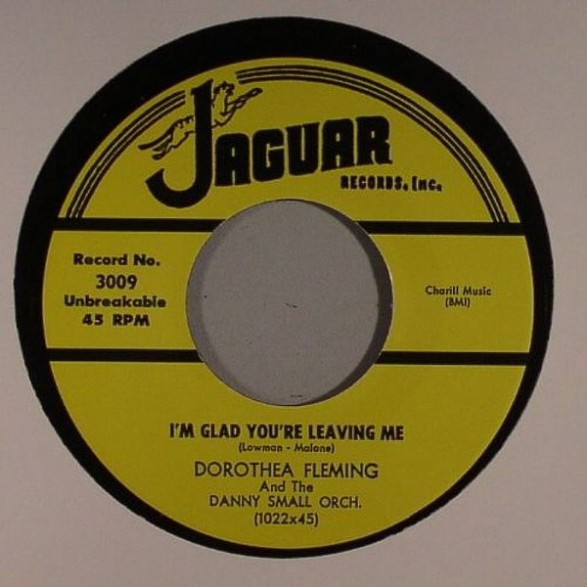 JAGUAR
RECORDS, INC.
Record No.
3009
Unbreakable
45 RPM
Charill Music
(BMI)
I'M GLAD YOU'RE LEAVING ME
(Lowman - Malone)
DOROTHEA FLEMING
And The
DANNY SMALL ORCH.
(1022x45)